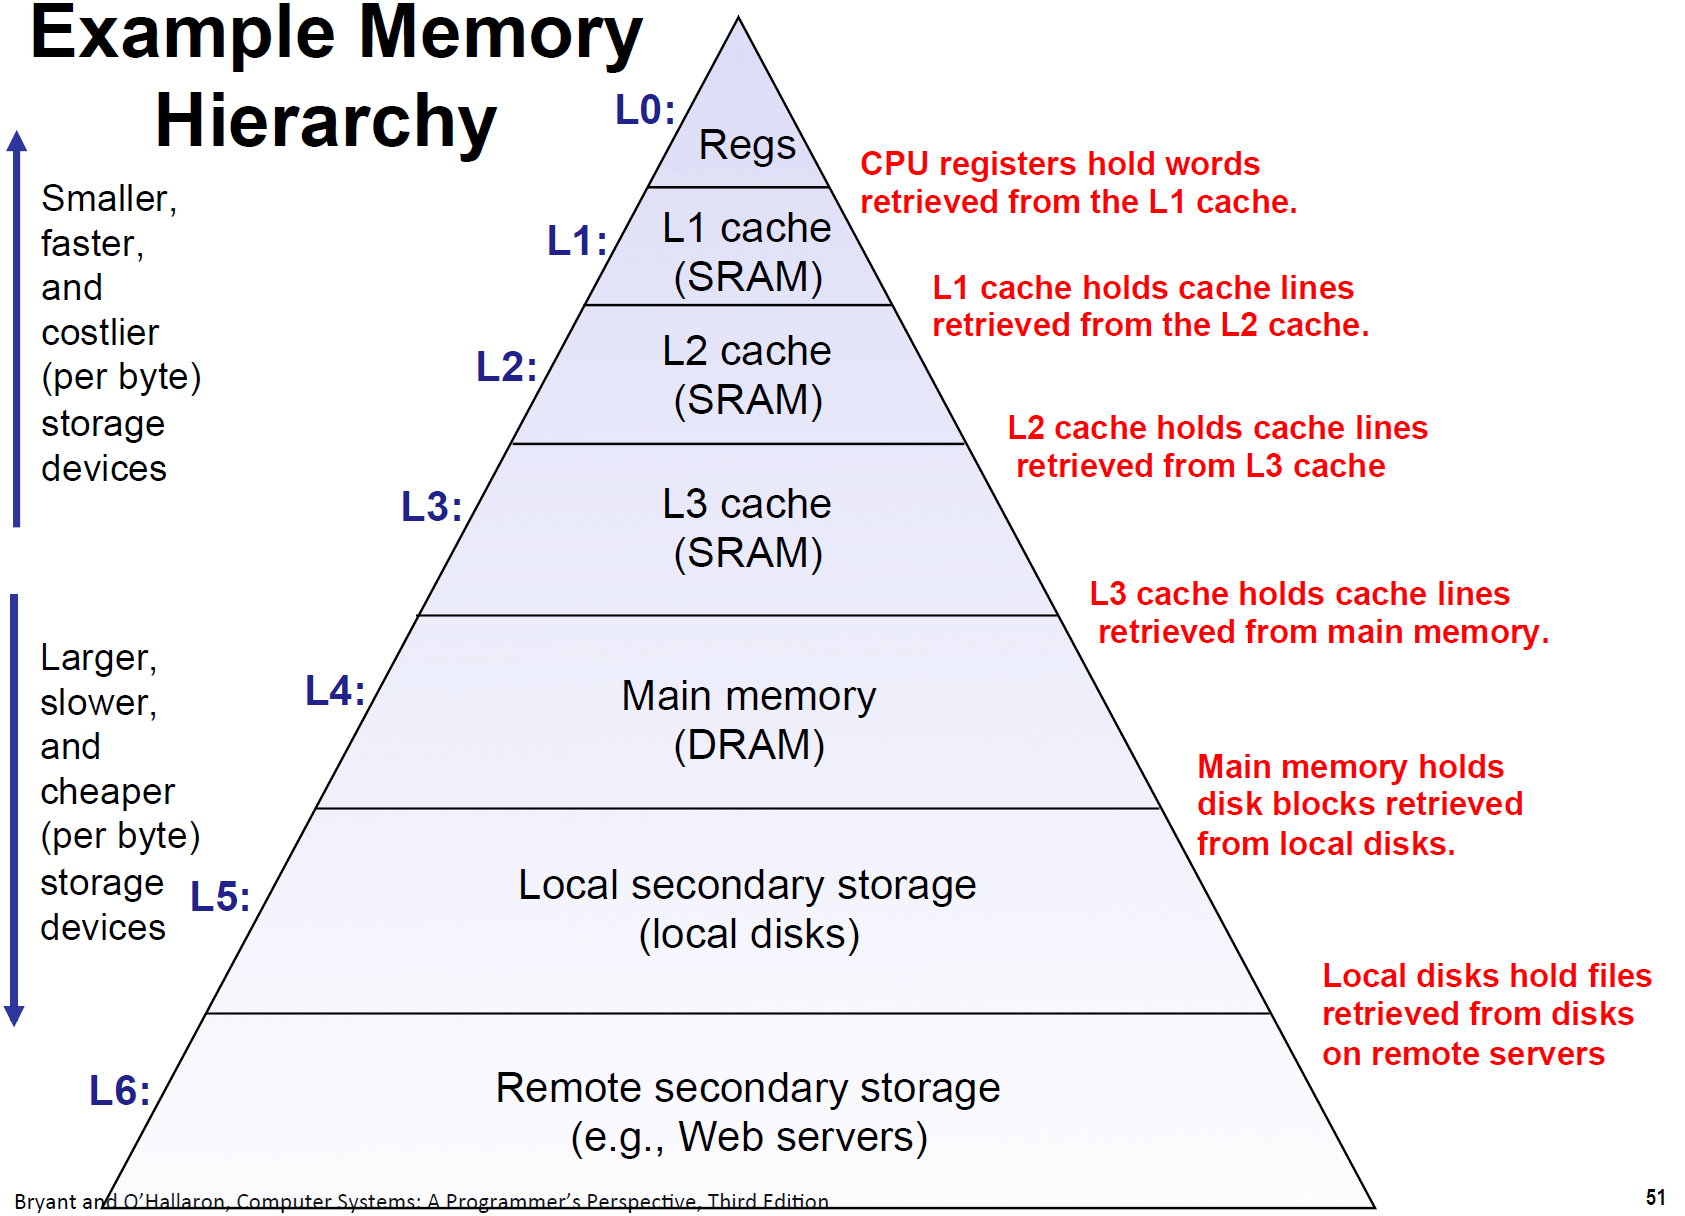 Example Memory
Hierarchy
L0:
Regs
CPU registers hold words
retrieved from the L1 cache.
L1:
L1 cache
(SRAM)
L1 cache holds cache lines
retrieved from the L2 cache.
L2:
L2 cache
(SRAM)
L2 cache holds cache lines
retrieved from L3 cache
L3:
L3 cache
(SRAM)
L3 cache holds cache lines
retrieved from main memory.
L4:
Main memory
(DRAM)
Main memory holds
disk blocks retrieved
from local disks.
L5:
Local secondary storage
(local disks)
Local disks hold files
retrieved from disks
on remote servers
L6:
Remote secondary storage
(e.g., Web servers)
Smaller,
faster,
and
costlier
(per byte)
storage
devices
Larger,
slower,
and
cheaper
(per byte)
storage
devices
Bryant and O'Hallaron, Computer Systems: A Programmer's Perspective, Third Edition
51